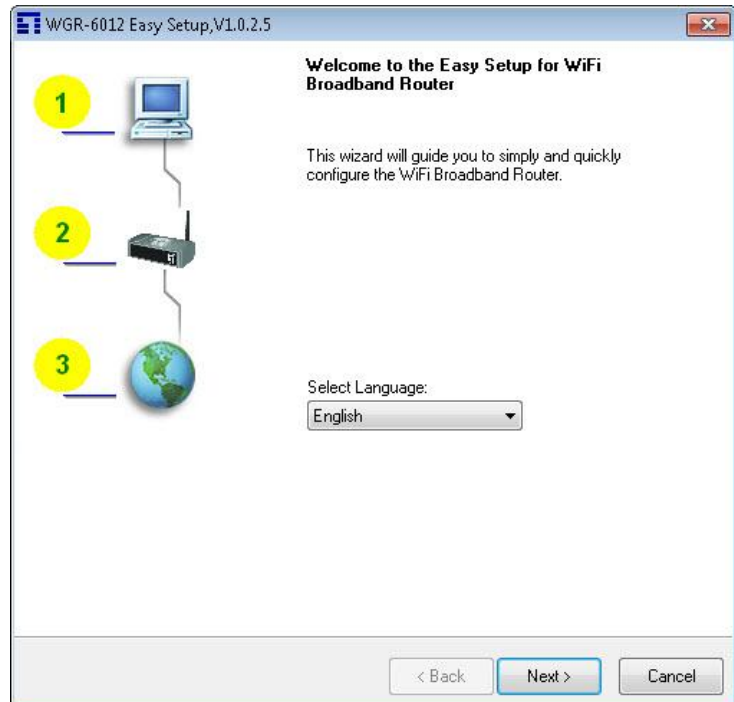 WGR-6012 Easy Setup,V1.0.2.5
Welcome to the Easy Setup for WiFi
Broadband Router
1
This wizard will guide you to simply and quickly
configure the WiFi Broadband Router.
2
3
Select Language:
English
< Back
Next >
Cancel